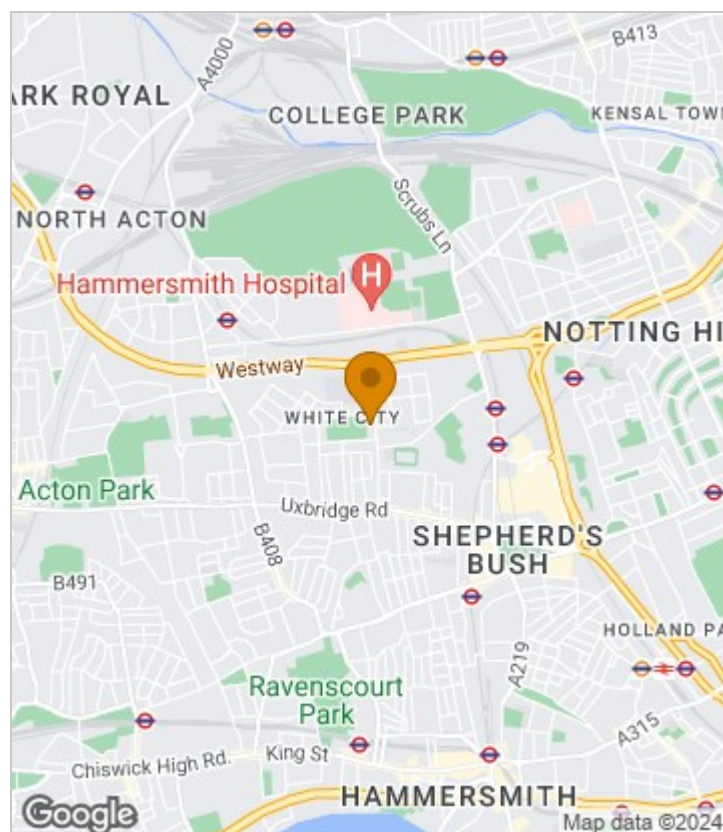 B413
A4000
ARK ROYAL
COLLEGE PARK
KENSAL TOW
Scrubs Ln
NORTH ACTON
Hammersmith Hospital
H
NOTTING HI
Westway
WHITE CITY
Acton Park
Uxbridge Rd
SHEPHERD'S
BUSH
B408
B491
HOLLAND PA
A219
Ravenscourt
Park
A315
King St
Chiswick High Rd.
HAMMERSMITH
Google
Map data ©2024